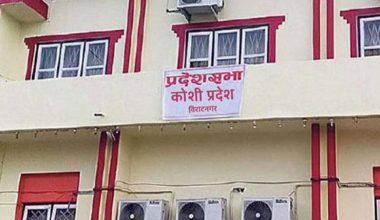 प्रदेशसभा
कोशी प्रदेश
विराटनगर